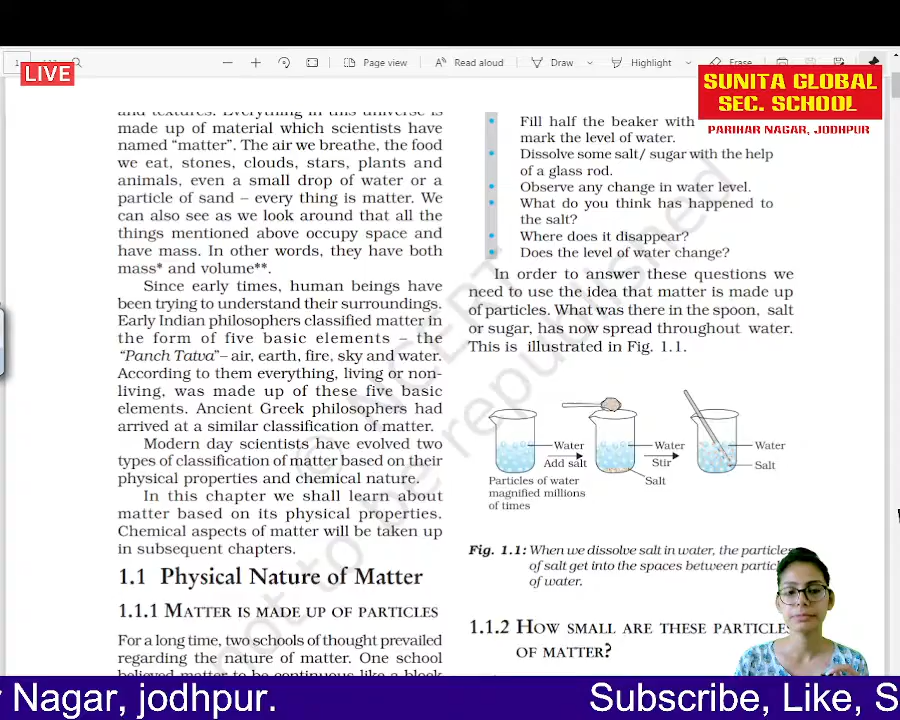 LIVE
Page view
Read aloud
Draw
Highlight
Erase
SUNITA GLOBAL
SEC. SCHOOL
PARIHAR NAGAR, JODHPUR
and textures. Everything in this universe is
made up of material which scientists have
named “matter”. The air we breathe, the food
we eat, stones, clouds, stars, plants and
animals, even a small drop of water or a
particle of sand – every thing is matter. We
can also see as we look around that all the
things mentioned above occupy space and
have mass. In other words, they have both
mass* and volume**.
Since early times, human beings have
been trying to understand their surroundings.
Early Indian philosophers classified matter in
the form of five basic elements – the
“Panch Tatva”– air, earth, fire, sky and water.
According to them everything, living or non-
living, was made up of these five basic
elements. Ancient Greek philosophers had
arrived at a similar classification of matter.
Modern day scientists have evolved two
types of classification of matter based on their
physical properties and chemical nature.
In this chapter we shall learn about
matter based on its physical properties.
Chemical aspects of matter will be taken up
in subsequent chapters.
1.1 Physical Nature of Matter
1.1.1 MATTER IS MADE UP OF PARTICLES
For a long time, two schools of thought prevailed
regarding the nature of matter. One school
believed matter to be continuous like a block
• Fill half the beaker with
mark the level of water.
• Dissolve some salt/ sugar with the help
of a glass rod.
• Observe any change in water level.
• What do you think has happened to
the salt?
• Where does it disappear?
• Does the level of water change?
In order to answer these questions we
need to use the idea that matter is made up
of particles. What was there in the spoon, salt
or sugar, has now spread throughout water.
This is illustrated in Fig. 1.1.
Water
Add salt
Water
Stir
Salt
Water
Salt
Particles of water
magnified millions
of times
Fig. 1.1: When we dissolve salt in water, the particles
of salt get into the spaces between particl
of water.
1.1.2 HOW SMALL ARE THESE PARTICLES
OF MATTER?
© NCERT
not to be republished
r Nagar, jodhpur.
Subscribe, Like, S